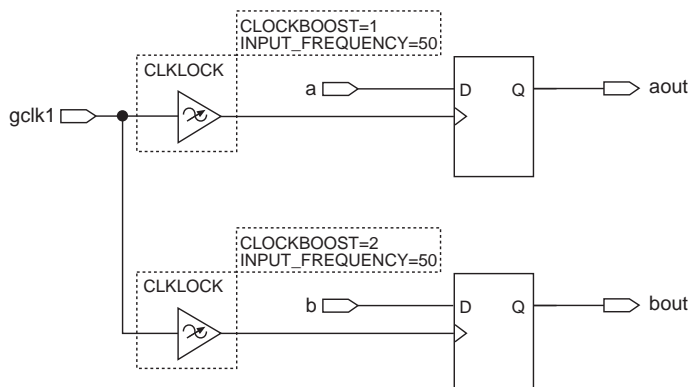 CLOCKBOOST=1
INPUT_FREQUENCY=50
CLKLOCK
a
D
Q
aout
gclk1
CLOCKBOOST=2
INPUT_FREQUENCY=50
CLKLOCK
b
D
Q
bout